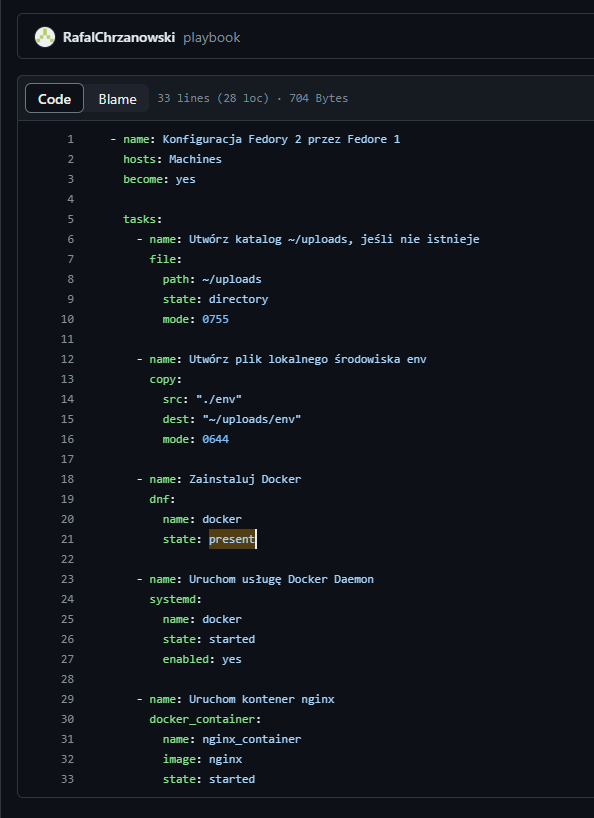 RafalChrzanowski playbook
Code Blame 33 lines (28 loc) · 704 Bytes
1 - name: Konfiguracja Fedory 2 przez Fedore 1
2 hosts: Machines
3 become: yes
4
5 tasks:
6 - name: Utwórz katalog ~/uploads, jeśli nie istnieje
7 file:
8 path: ~/uploads
9 state: directory
10 mode: 0755
11
12 - name: Utwórz plik lokalnego środowiska env
13 copy:
14 src: "./env"
15 dest: "~/uploads/env"
16 mode: 0644
17
18 - name: Zainstaluj Docker
19 dnf:
20 name: docker
21 state: present
22
23 - name: Uruchom usługę Docker Daemon
24 systemd:
25 name: docker
26 state: started
27 enabled: yes
28
29 - name: Uruchom kontener nginx
30 docker_container:
31 name: nginx_container
32 image: nginx
33 state: started